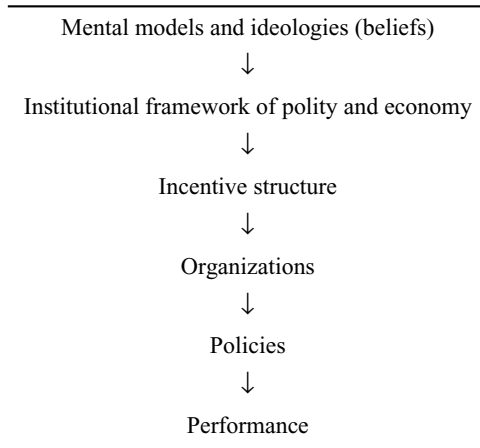 Mental models and ideologies (beliefs)
↓
Institutional framework of polity and economy
↓
Incentive structure
↓
Organizations
↓
Policies
↓
Performance